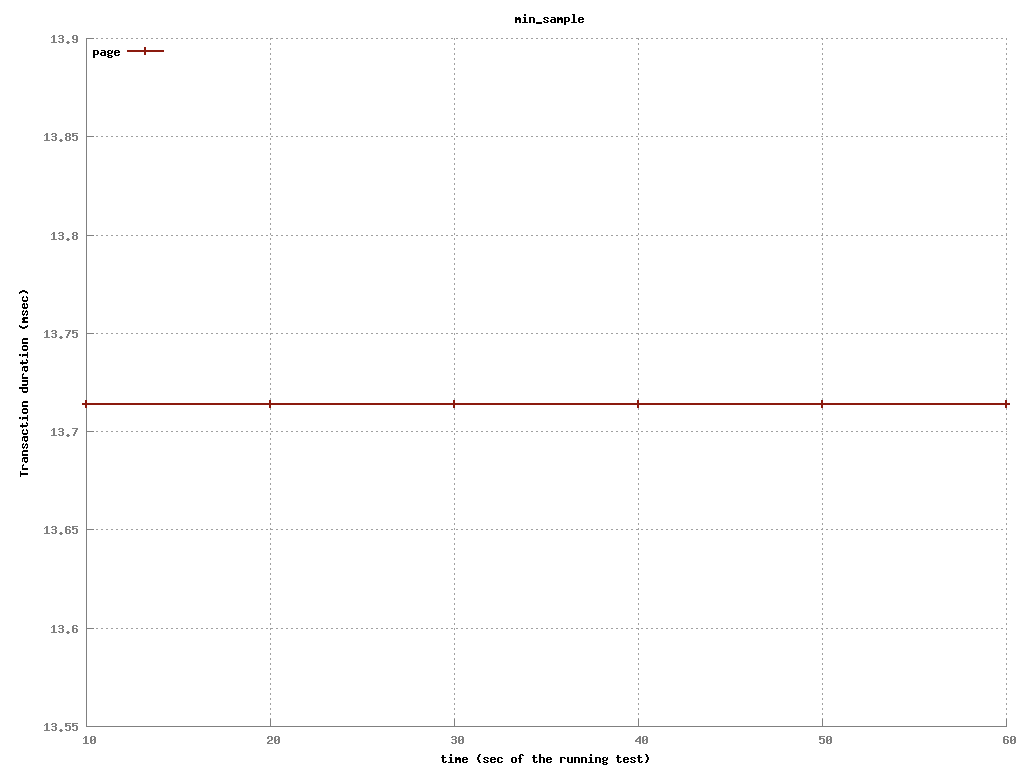 min_sample
13.9
page
13.85
13.8
13.75
13.7
13.65
13.6
13.55
Transaction duration (msec)
10 20 30 40 50 60
time (sec of the running test)